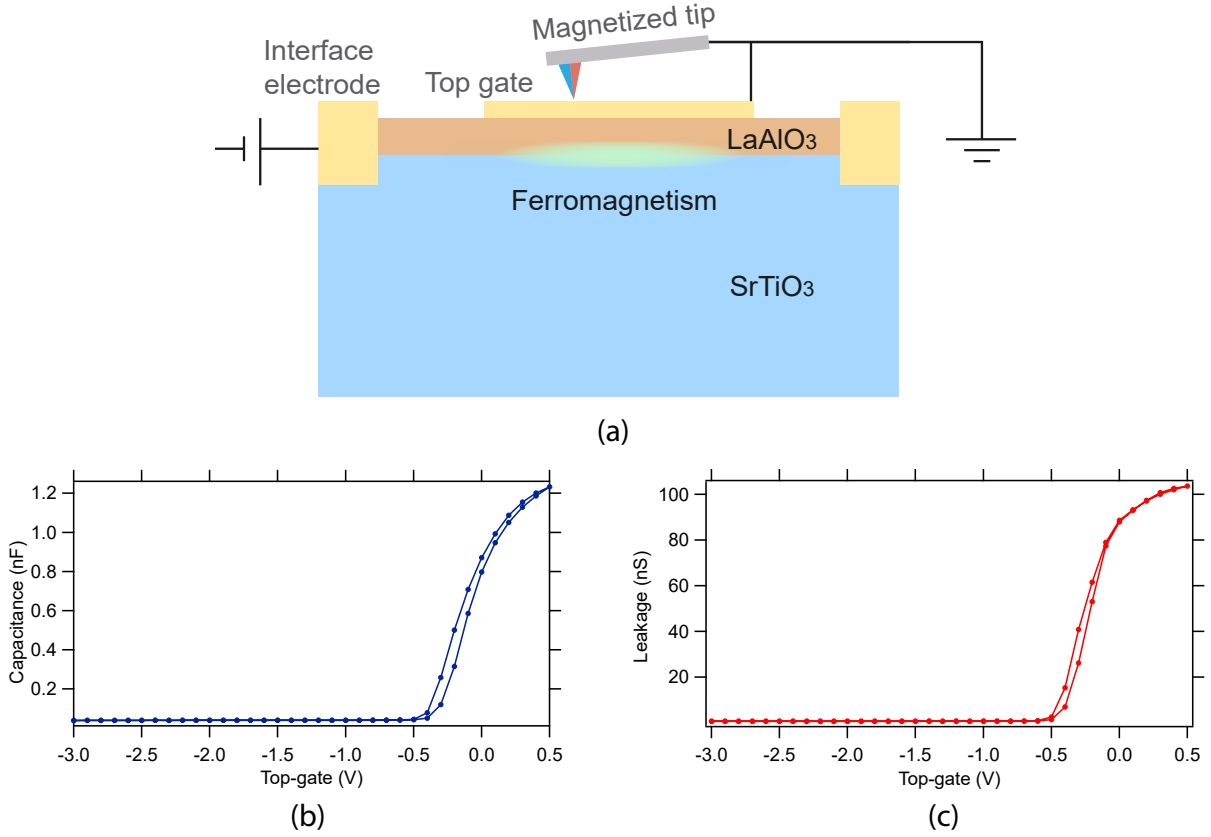 Magnetized tip
Interface
electrode
Top gate
LaAlO3
Ferromagnetism
SrTiO3
(a)
1.2
1.0
0.8
0.6
0.4
0.2
Capacitance (nF)
-3.0 -2.5 -2.0 -1.5 -1.0 -0.5 0.0 0.5
Top-gate (V)
(b)
100
80
60
40
20
Leakage (nS)
-3.0 -2.5 -2.0 -1.5 -1.0 -0.5 0.0 0.5
Top-gate (V)
(c)